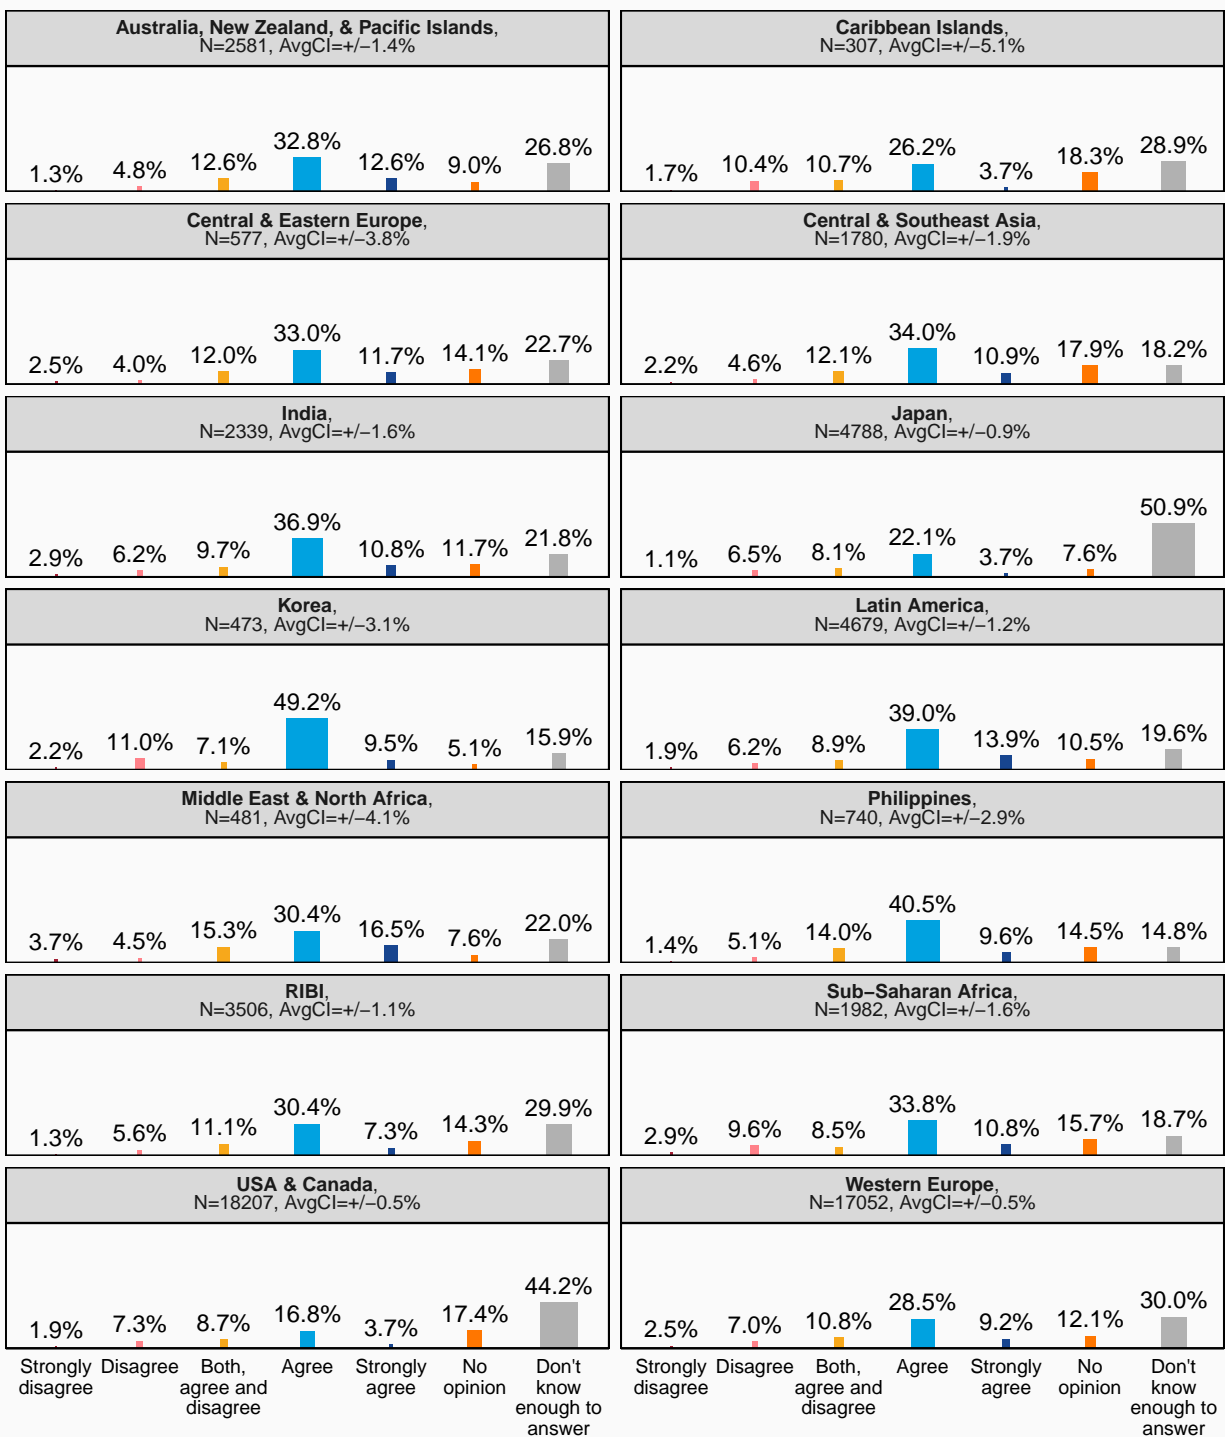 Australia, New Zealand, & Pacific Islands,
N=2581, AvgCI=+/−1.4%
1.3% 4.8% 12.6% 32.8% 12.6% 9.0% 26.8%
Caribbean Islands,
N=307, AvgCI=+/−5.1%
1.7% 10.4% 10.7% 26.2% 3.7% 18.3% 28.9%
Central & Eastern Europe,
N=577, AvgCI=+/−3.8%
2.5% 4.0% 12.0% 33.0% 11.7% 14.1% 22.7%
Central & Southeast Asia,
N=1780, AvgCI=+/−1.9%
2.2% 4.6% 12.1% 34.0% 10.9% 17.9% 18.2%
India,
N=2339, AvgCI=+/−1.6%
2.9% 6.2% 9.7% 36.9% 10.8% 11.7% 21.8%
Japan,
N=4788, AvgCI=+/−0.9%
1.1% 6.5% 8.1% 22.1% 3.7% 7.6% 50.9%
Korea,
N=473, AvgCI=+/−3.1%
2.2% 11.0% 7.1% 49.2% 9.5% 5.1% 15.9%
Latin America,
N=4679, AvgCI=+/−1.2%
1.9% 6.2% 8.9% 39.0% 13.9% 10.5% 19.6%
Middle East & North Africa,
N=481, AvgCI=+/−4.1%
3.7% 4.5% 15.3% 30.4% 16.5% 7.6% 22.0%
Philippines,
N=740, AvgCI=+/−2.9%
1.4% 5.1% 14.0% 40.5% 9.6% 14.5% 14.8%
RIBI,
N=3506, AvgCI=+/−1.1%
1.3% 5.6% 11.1% 30.4% 7.3% 14.3% 29.9%
Sub−Saharan Africa,
N=1982, AvgCI=+/−1.6%
2.9% 9.6% 8.5% 33.8% 10.8% 15.7% 18.7%
USA & Canada,
N=18207, AvgCI=+/−0.5%
1.9% 7.3% 8.7% 16.8% 3.7% 17.4% 44.2%
Western Europe,
N=17052, AvgCI=+/−0.5%
2.5% 7.0% 10.8% 28.5% 9.2% 12.1% 30.0%
Strongly Disagree Both, Agree Strongly No Don't
disagree agree and agree opinion know
disagree enough to
answer
Strongly Disagree Both, Agree Strongly No Don't
disagree agree and agree opinion know
disagree enough to
answer